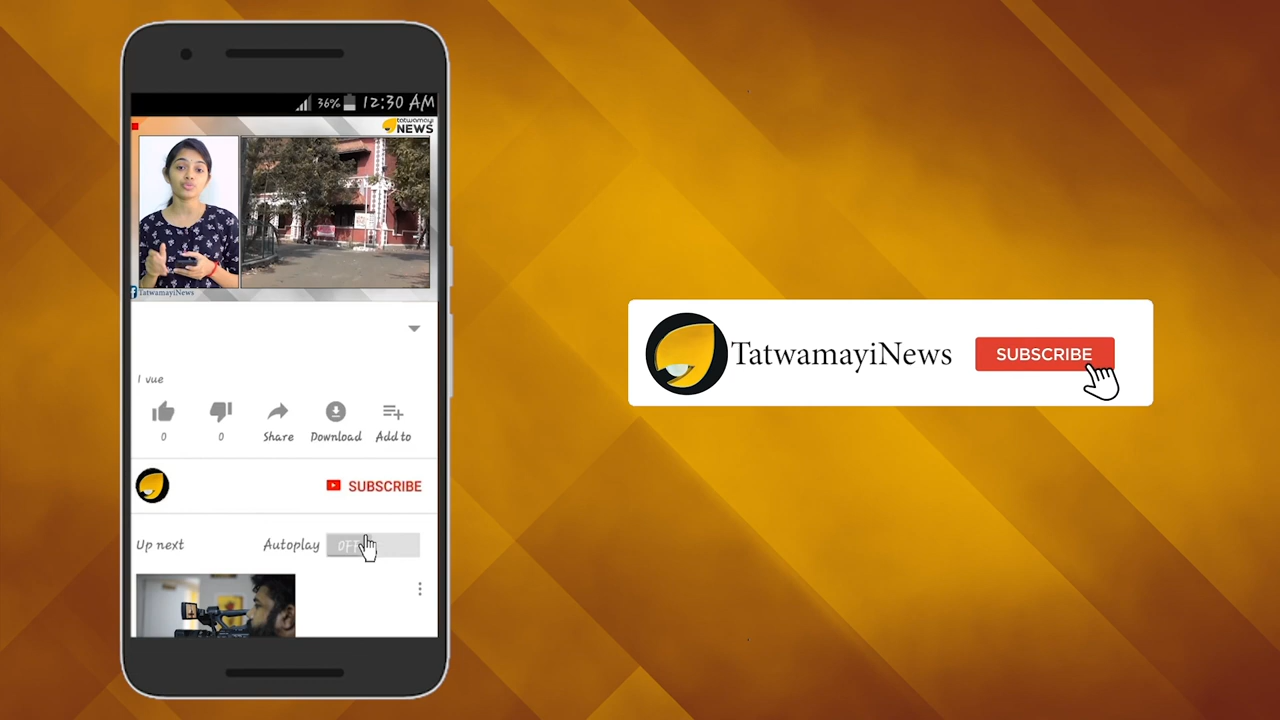 36% 12:30 AM
tatwamayi
NEWS
TatwamayiNews
1 vue
0 0 Share Download Add to
SUBSCRIBE
Up next Autoplay OFF
TatwamayiNews SUBSCRIBE